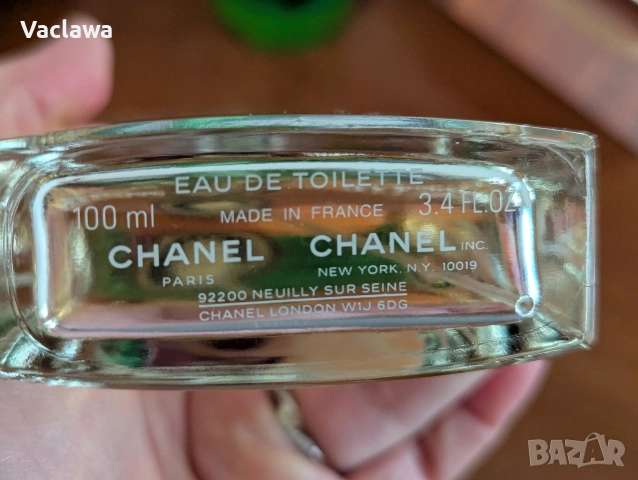 Vaclawa
EAU DE TOILETTE
100 ml MADE IN FRANCE 3.4 FL.OZ
CHANEL CHANEL INC.
PARIS NEW YORK. N.Y. 10019
92200 NEUILLY SUR SEINE
CHANEL LONDON W1J 6DG
BAZAR